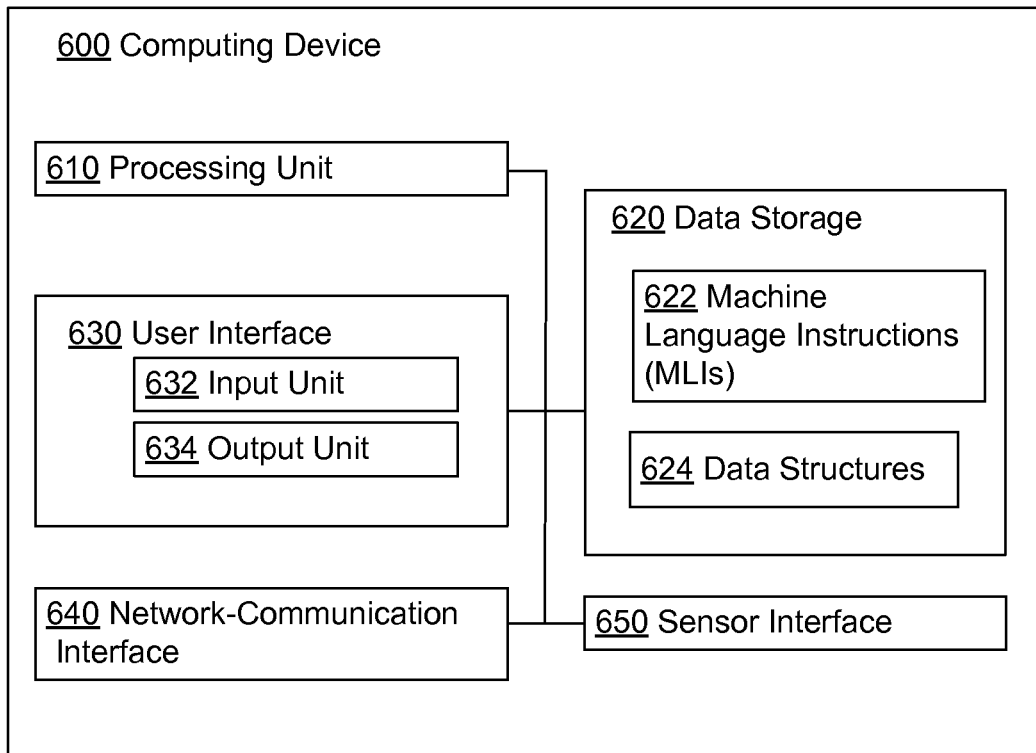 600 Computing Device
610 Processing Unit
620 Data Storage
622 Machine
Language Instructions
(MLIs)
624 Data Structures
630 User Interface
632 Input Unit
634 Output Unit
640 Network-Communication
Interface
650 Sensor Interface